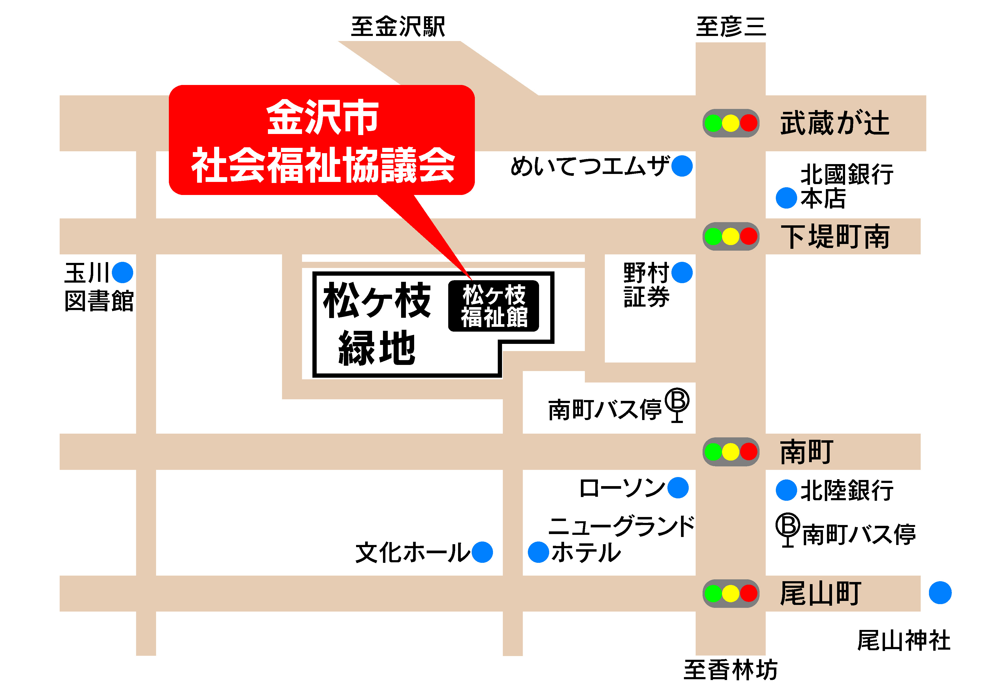 至金沢駅
至彦三
金沢市
社会福祉協議会
武蔵が辻
めいてつエムザ
北國銀行
本店
下堤町南
玉川
図書館
野村
証券
松ヶ枝
緑地
松ヶ枝
福祉館
B
南町バス停
南町
ローソン
北陸銀行
ニューグランド
ホテル
B
南町バス停
文化ホール
尾山町
尾山神社
至香林坊